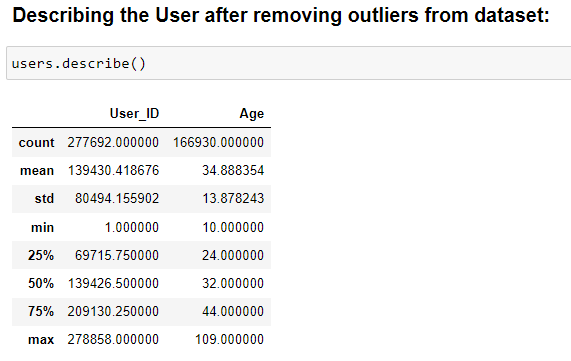 Describing the User after removing outliers from dataset:
users.describe()
User_ID Age
count 277692.000000 166930.000000
mean 139430.418676 34.888354
std 80494.155902 13.878243
min 1.000000 10.000000
25% 69715.750000 24.000000
50% 139426.500000 32.000000
75% 209130.250000 44.000000
max 278858.000000 109.000000